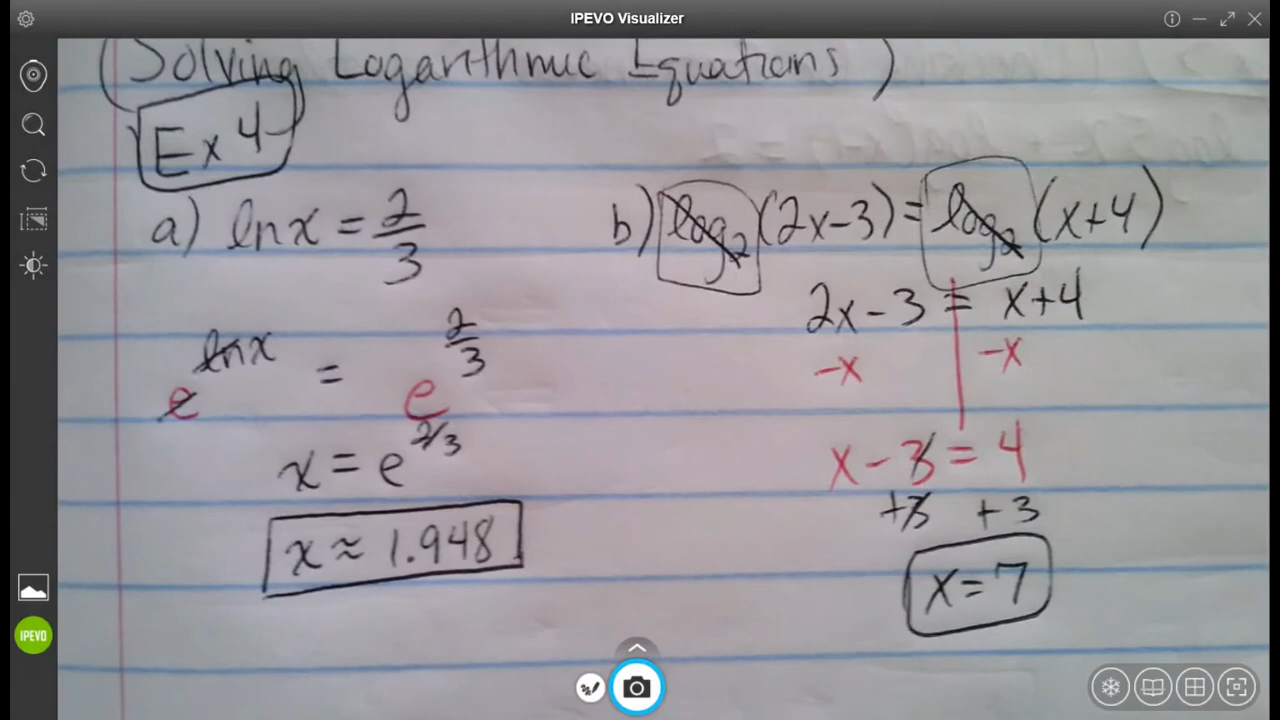 IPEVO Visualizer
(Solving Logarithmic Equations)
Ex 4
a) ln x = 2/3
e^(ln x) = e^(2/3)
x = e^(2/3)
x ≈ 1.948
b) log₂(2x-3) = log₂(x+4)
2x - 3 = x+4
-x -x
x - 3 = 4
+3 +3
x = 7
IPEVO